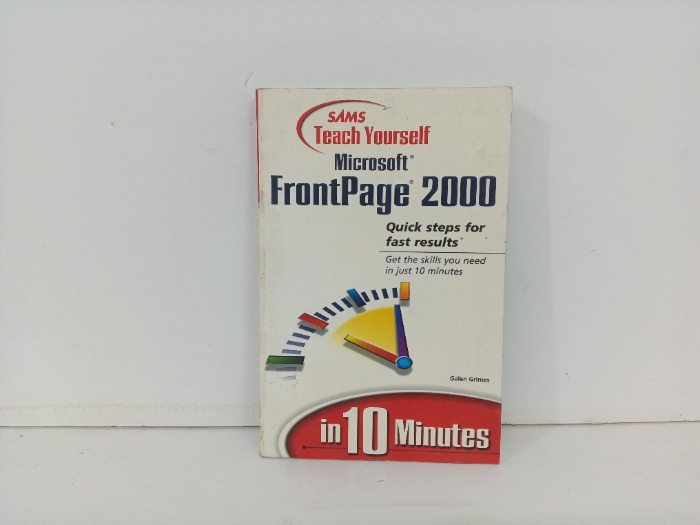 SAMS
Teach Yourself
Microsoft®
FrontPage® 2000
Quick steps for
fast results™
Get the skills you need
in just 10 minutes
Galen Grimes
in 10 Minutes